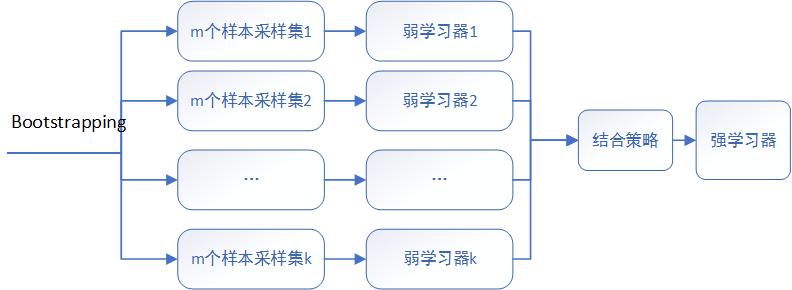 Bootstrapping
m个样本采样集1
弱学习器1
m个样本采样集2
弱学习器2
...
...
m个样本采样集k
弱学习器k
结合策略
强学习器